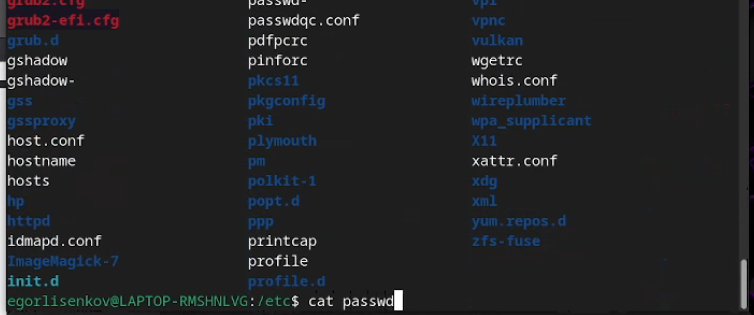 grub2.cfg passwd- vpl
grub2-efi.cfg passwdqc.conf vpnc
grub.d pdfpcrc vulkan
gshadow pinforc wgetrc
gshadow- pkcs11 whois.conf
gss pkgconfig wireplumber
gssproxy pki wpa_supplicant
host.conf plymouth X11
hostname pm xattr.conf
hosts polkit-1 xdg
hp popt.d xml
httpd ppp yum.repos.d
idmapd.conf printcap zfs-fuse
ImageMagick-7 profile
init.d profile.d
egorlisenkov@LAPTOP-RMSHNLVG:/etc$ cat passwd